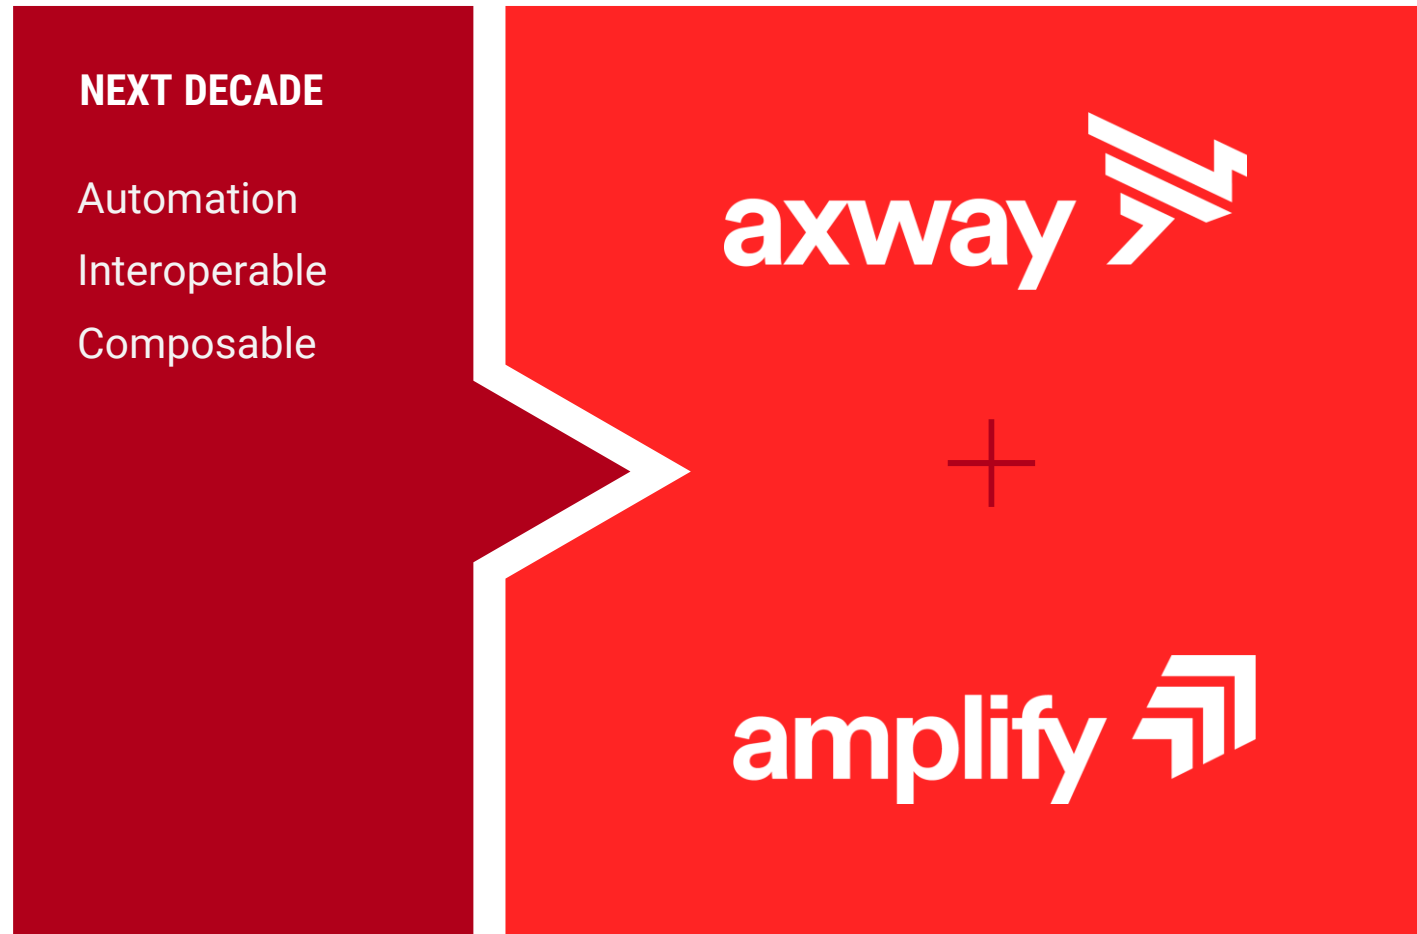 NEXT DECADE
Automation
Interoperable
Composable
axway
amplify